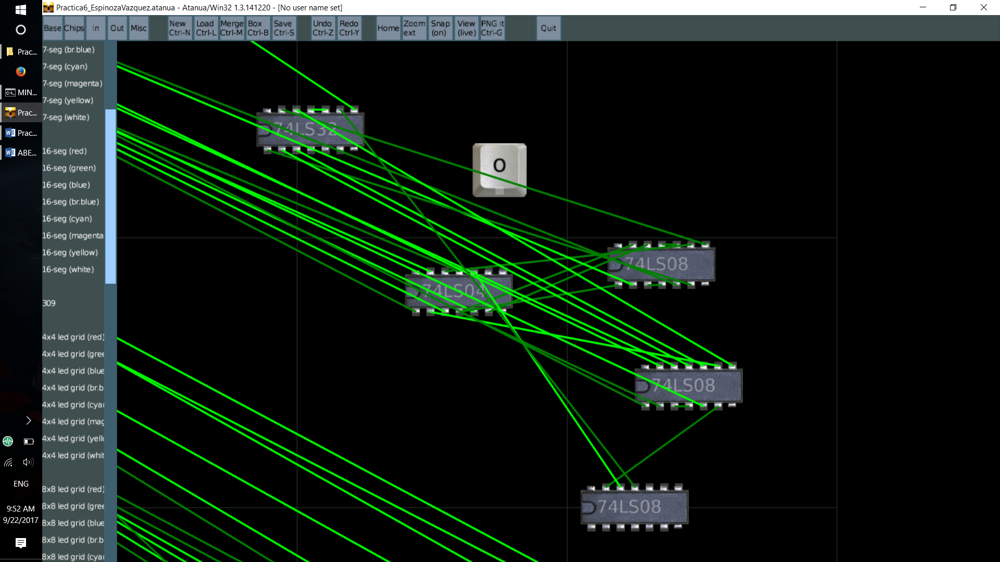 Practica6_EspinozaVazquez.atanua - Atanua/Win32 1.3.141220 - [No user name set]
Base
Chips
In
Out
Misc
New
Ctrl-N
Load
Ctrl-L
Merge
Ctrl-M
Box
Ctrl-B
Save
Ctrl-S
Undo
Ctrl-Z
Redo
Ctrl-Y
Home
Zoom
ext
Snap
(on)
View
(live)
PNG it
Ctrl-G
Quit
Prac...
MIN...
Prac...
Prac...
ABE...
ENG
9:52 AM
9/22/2017
7-seg (br.blue)
7-seg (cyan)
7-seg (magenta)
7-seg (yellow)
7-seg (white)
16-seg (red)
16-seg (green)
16-seg (blue)
16-seg (br.blue)
16-seg (cyan)
16-seg (magenta
16-seg (yellow)
16-seg (white)
309
4x4 led grid (red)
4x4 led grid (gree
4x4 led grid (blue
4x4 led grid (br.b
4x4 led grid (cyan
4x4 led grid (mag
4x4 led grid (yello
4x4 led grid (whit
8x8 led grid (red)
8x8 led grid (gree
8x8 led grid (blue
8x8 led grid (br.b
8x8 led grid (cyan
74LS32
O
74LS08
74LS04
74LS08
74LS08